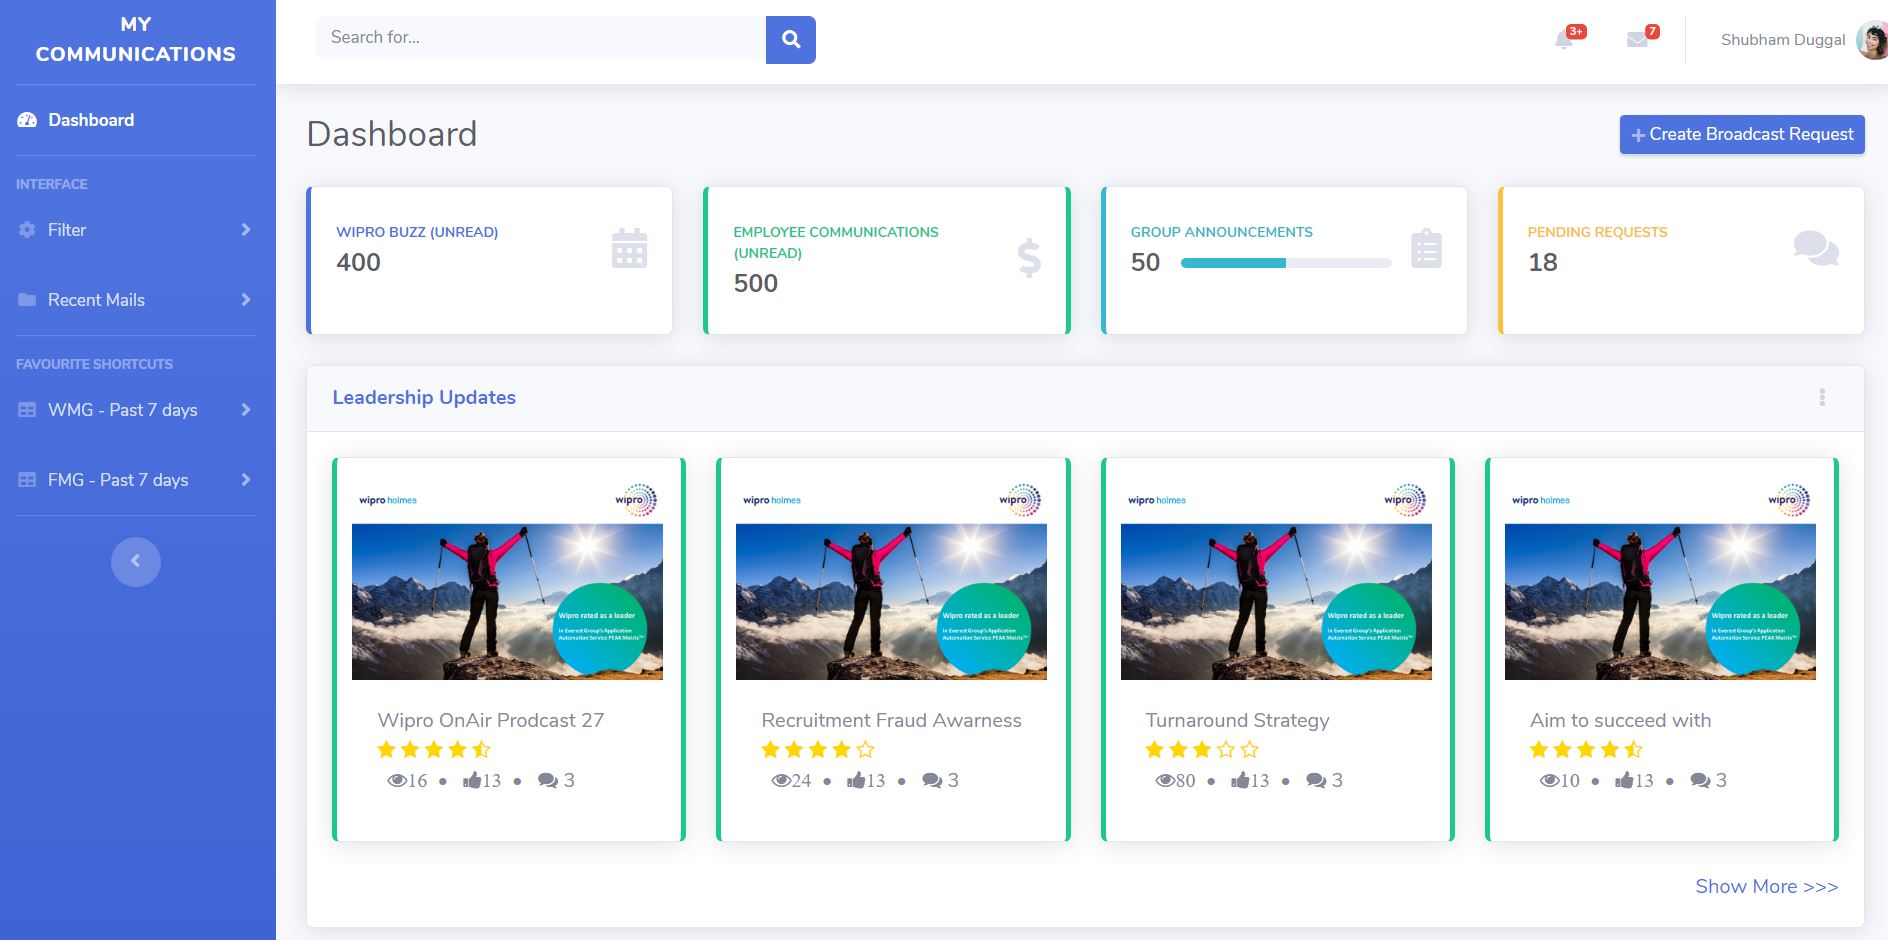 MY
COMMUNICATIONS
Dashboard
INTERFACE
Filter
Recent Mails
FAVOURITE SHORTCUTS
WMG - Past 7 days
FMG - Past 7 days
Search for...
3+
7
Shubham Duggal
Dashboard
Create Broadcast Request
WIPRO BUZZ (UNREAD)
400
EMPLOYEE COMMUNICATIONS
(UNREAD)
500
GROUP ANNOUNCEMENTS
50
PENDING REQUESTS
18
Leadership Updates
wipro holmes
wipro
Wipro rated as a leader
In Everest Group's Application
Automation Service PEAK Matrix™
Wipro OnAir Prodcast 27
16 • 13 • 3
wipro holmes
wipro
Wipro rated as a leader
In Everest Group's Application
Automation Service PEAK Matrix™
Recruitment Fraud Awarness
24 • 13 • 3
wipro holmes
wipro
Wipro rated as a leader
In Everest Group's Application
Automation Service PEAK Matrix™
Turnaround Strategy
80 • 13 • 3
wipro holmes
wipro
Wipro rated as a leader
In Everest Group's Application
Automation Service PEAK Matrix™
Aim to succeed with
10 • 13 • 3
Show More >>>